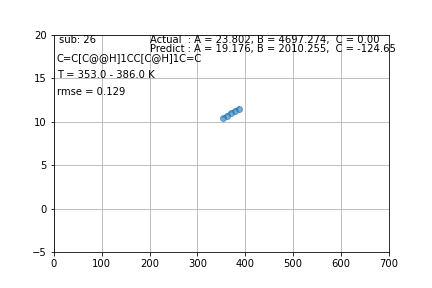 sub: 26
Actual : A = 23.802, B = 4697.274, C = 0.00
Predict : A = 19.176, B = 2010.255, C = -124.65
C=C[C@@H]1CC[C@H]1C=C
T = 353.0 - 386.0 K
rmse = 0.129
20
15
10
5
0
−5
0 100 200 300 400 500 600 700